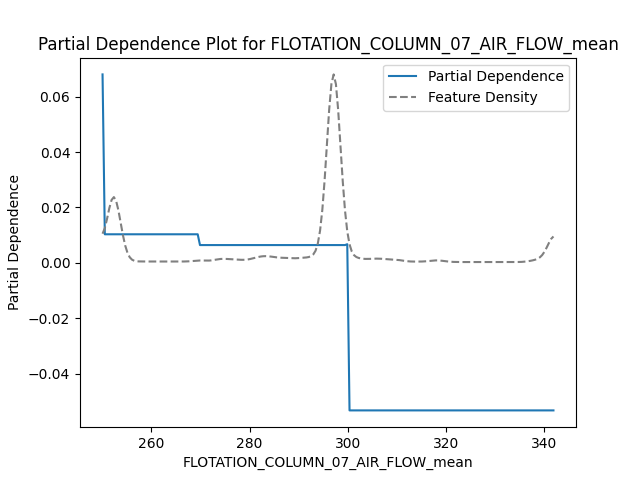 Partial Dependence Plot for FLOTATION_COLUMN_07_AIR_FLOW_mean
Partial Dependence
Feature Density
0.06
0.04
0.02
0.00
−0.02
−0.04
Partial Dependence
260
280
300
320
340
FLOTATION_COLUMN_07_AIR_FLOW_mean